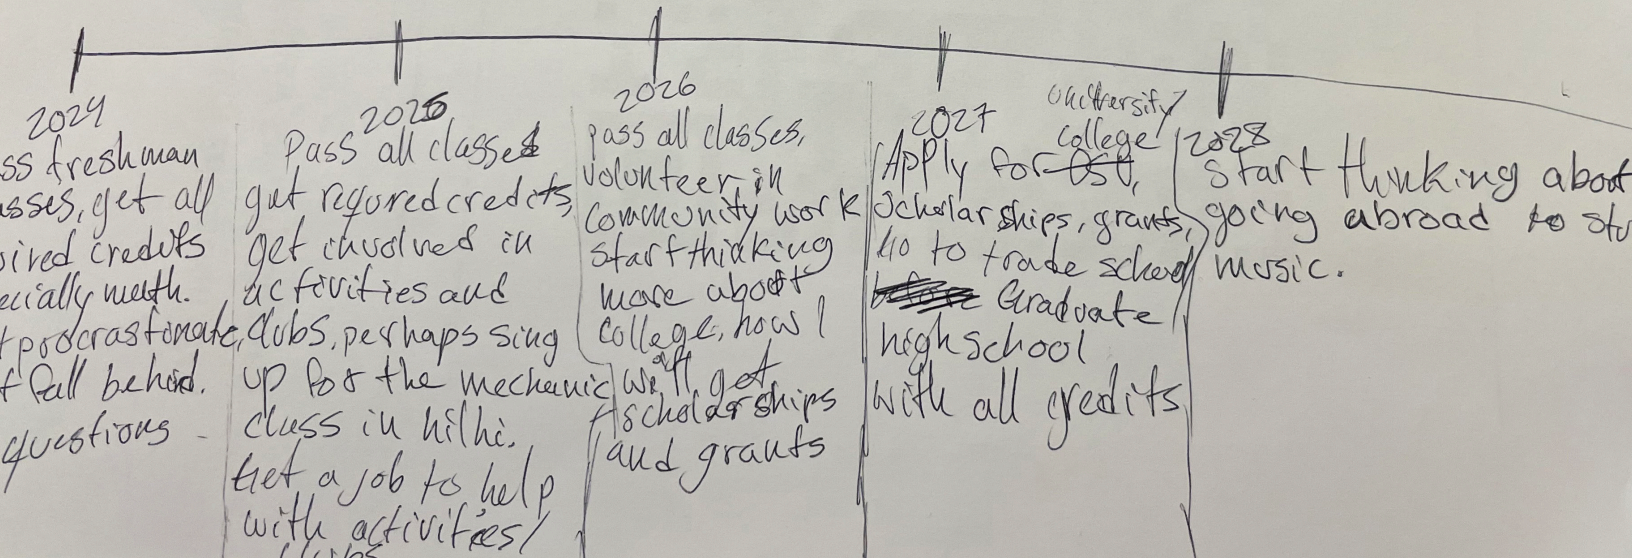 2024
ss freshman
sses, get all
ired credits
ecially math.
t procrastonate,
t fall behind.
questions
2025
Pass all classes
get requred credits,
get involved in
activities and
clubs, perhaps sing
up for the mechanic
class in hilhi.
Get a job to help
with activities/
clubs
2026
pass all classes,
volunteer, in
community work
start thinking
more about
college, how I
will get
scholarships
and grants
2027
University/
college
Apply for OSU,
scholarships, grants,
Go to trade school
Graduate
highschool
with all credits
2028
Start thinking about
going abroad to stu
music.